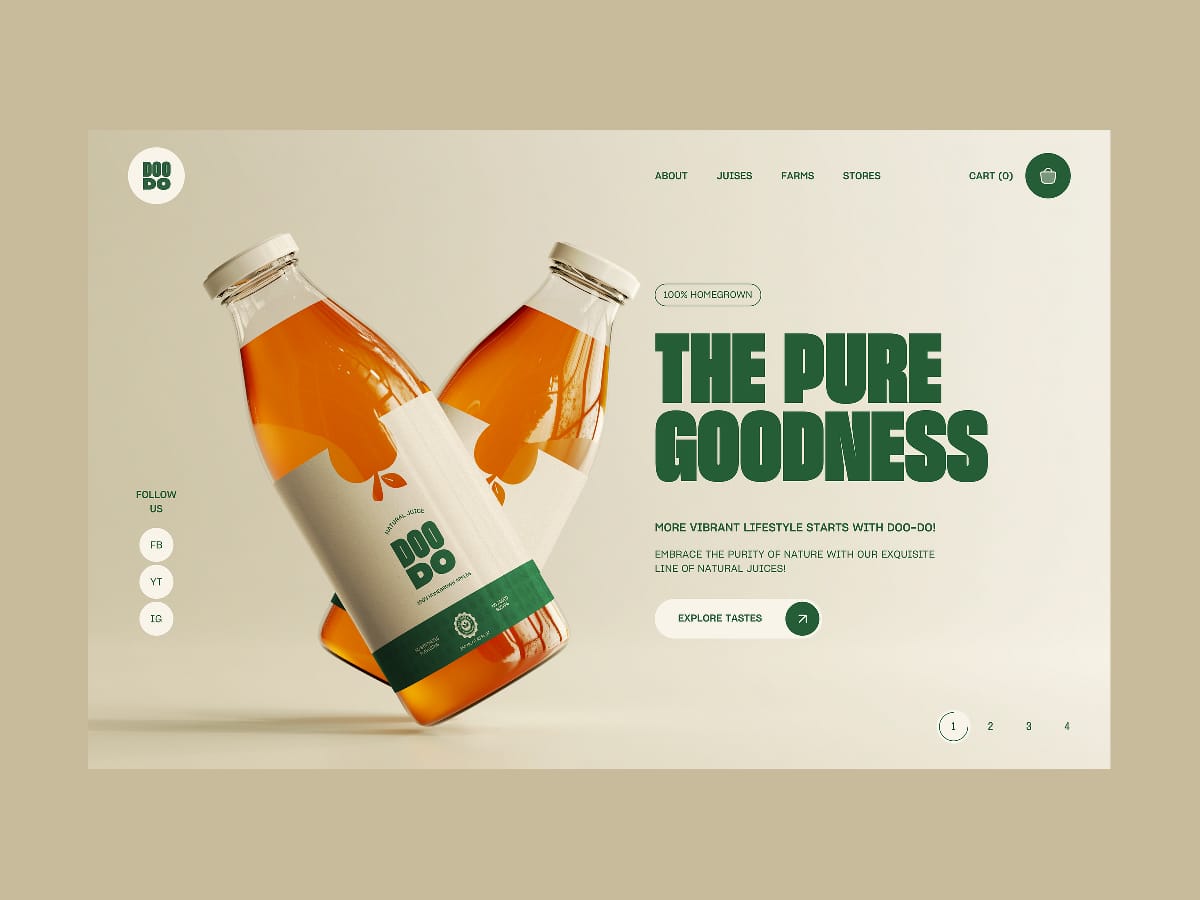 DOO
DO
ABOUT
JUISES
FARMS
STORES
CART (0)
100% HOMEGROWN
THE PURE
GOODNESS
MORE VIBRANT LIFESTYLE STARTS WITH DOO-DO!
EMBRACE THE PURITY OF NATURE WITH OUR EXQUISITE
LINE OF NATURAL JUICES!
EXPLORE TASTES
FOLLOW
US
FB
YT
IG
NATURAL JUICE
DOO
DO
1
2
3
4